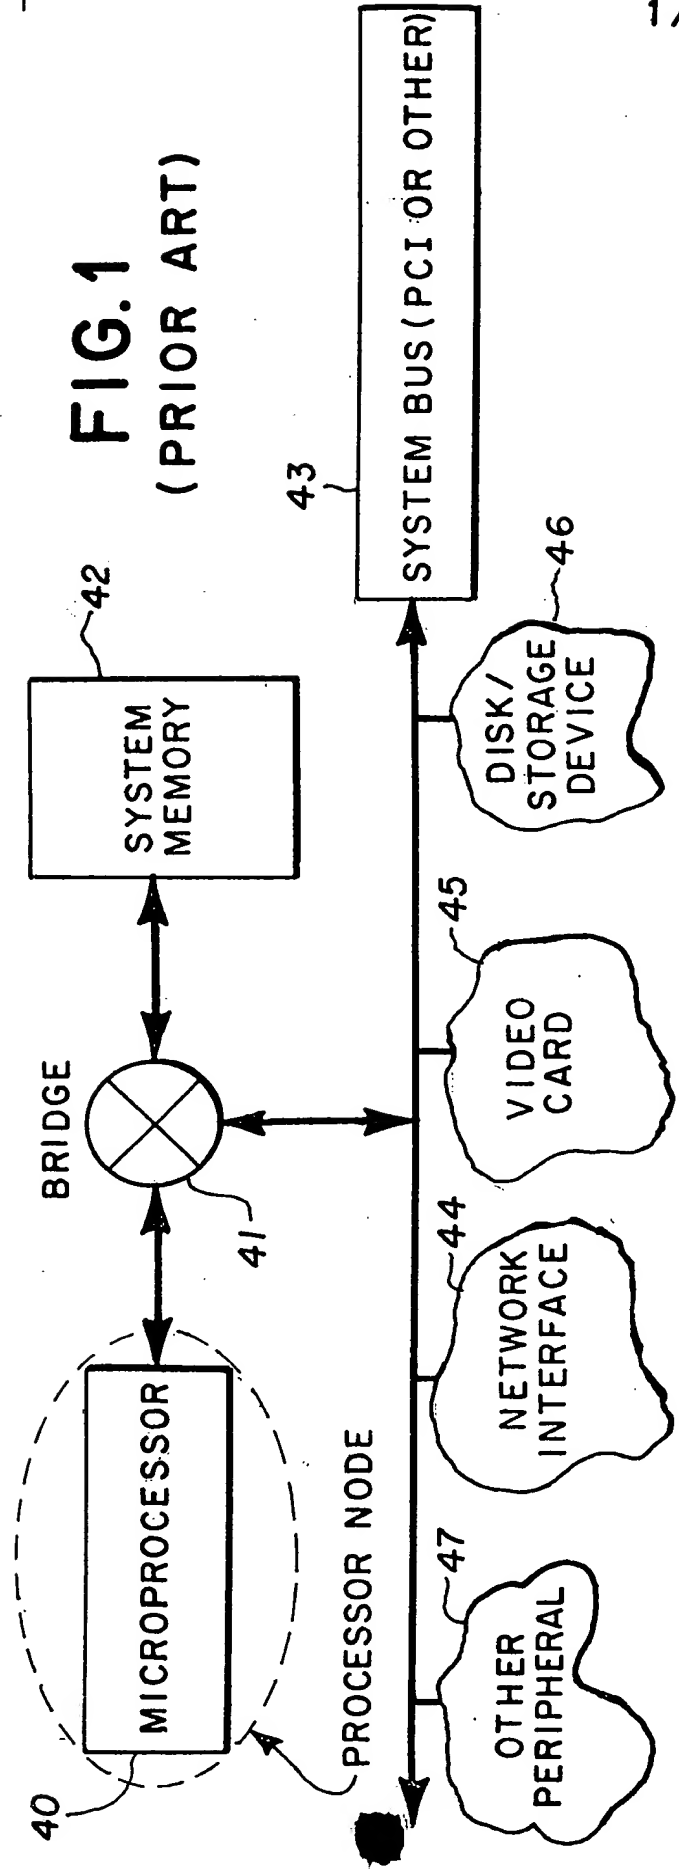 1/
FIG. 1
(PRIOR ART)
40
MICROPROCESSOR
PROCESSOR NODE
BRIDGE
41
42
SYSTEM
MEMORY
43
SYSTEM BUS (PCI OR OTHER)
47
OTHER
PERIPHERAL
44
NETWORK
INTERFACE
45
VIDEO
CARD
46
DISK/
STORAGE
DEVICE